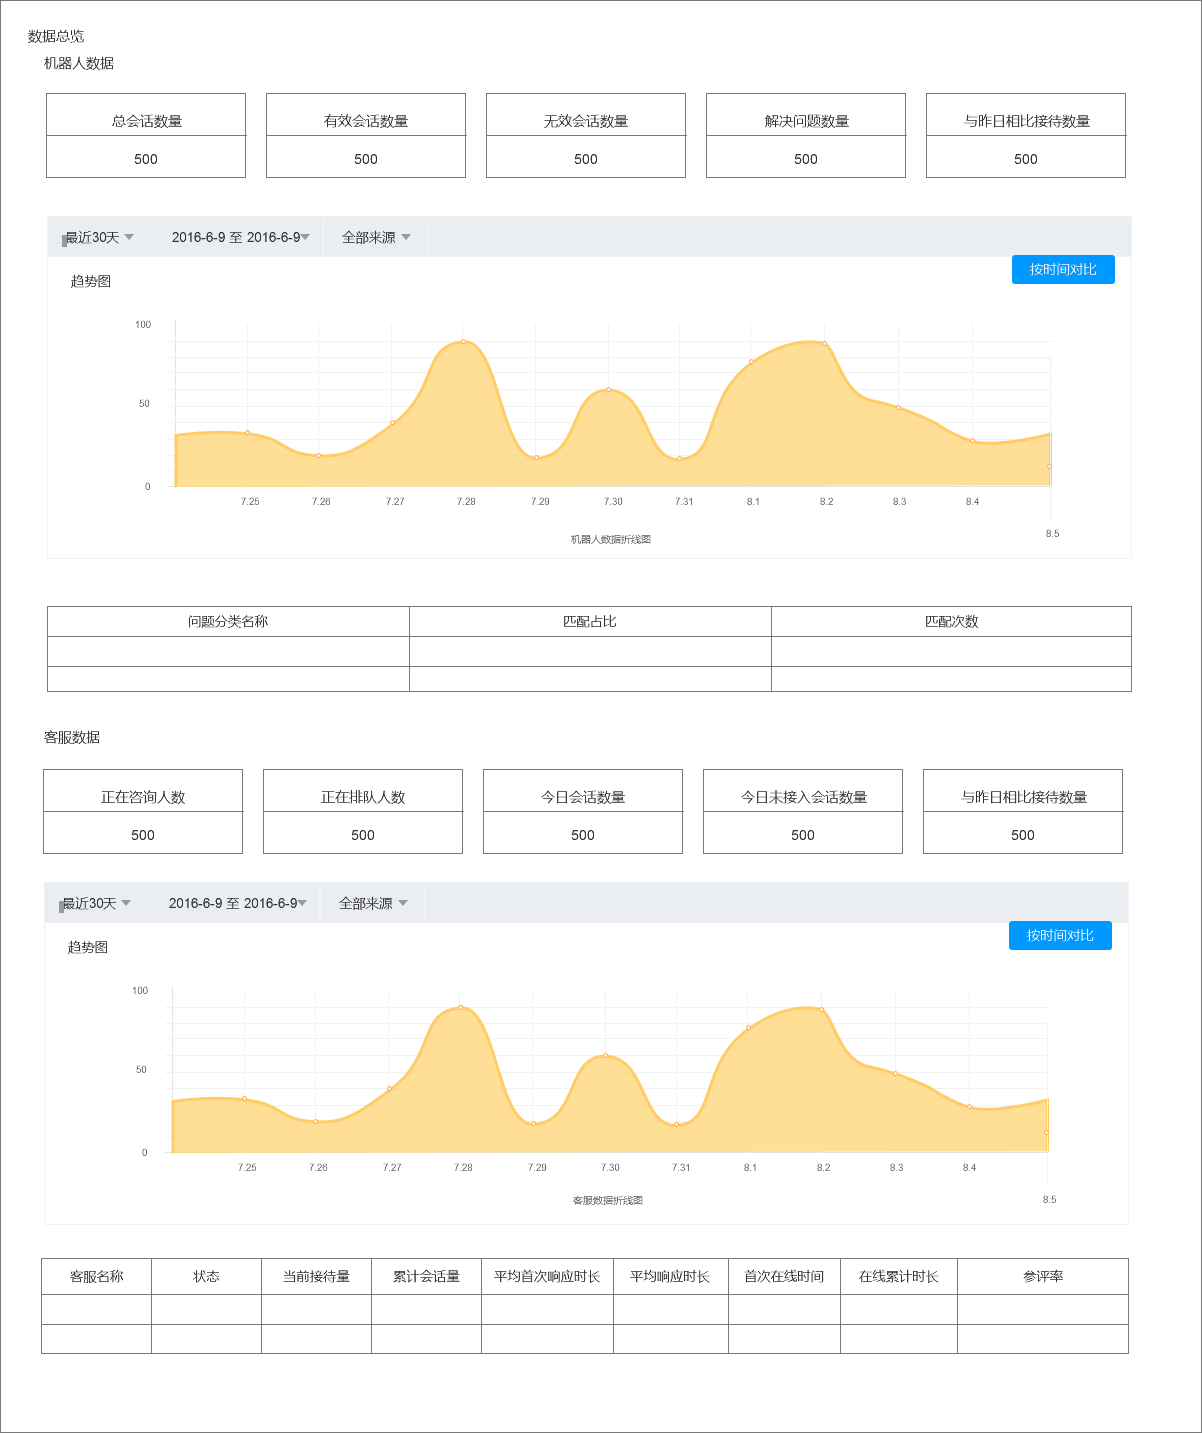 数据总览
机器人数据
总会话数量 有效会话数量 无效会话数量 解决问题数量 与昨日相比接待数量
500 500 500 500 500
最近30天 2016-6-9 至 2016-6-9 全部来源
按时间对比
趋势图
100
50
0
7.25 7.26 7.27 7.28 7.29 7.30 7.31 8.1 8.2 8.3 8.4
8.5
机器人数据折线图
问题分类名称 匹配占比 匹配次数
客服数据
正在咨询人数 正在排队人数 今日会话数量 今日未接入会话数量 与昨日相比接待数量
500 500 500 500 500
最近30天 2016-6-9 至 2016-6-9 全部来源
按时间对比
趋势图
100
50
0
7.25 7.26 7.27 7.28 7.29 7.30 7.31 8.1 8.2 8.3 8.4
8.5
客服数据折线图
客服名称 状态 当前接待量 累计会话量 平均首次响应时长 平均响应时长 首次在线时间 在线累计时长 参评率